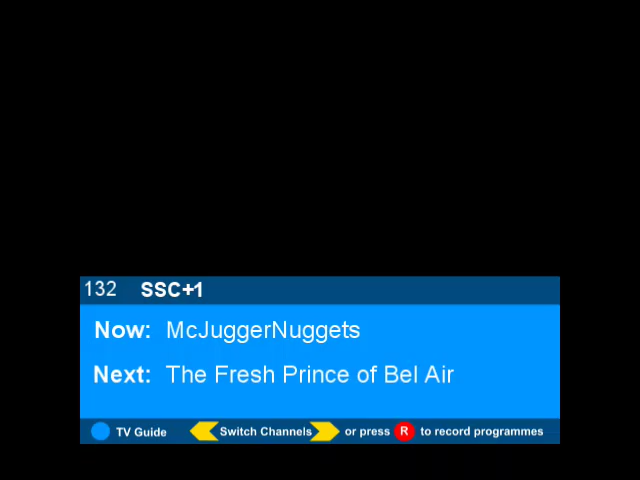 132 SSC+1
Now: McJuggerNuggets
Next: The Fresh Prince of Bel Air
TV Guide Switch Channels or press R to record programmes